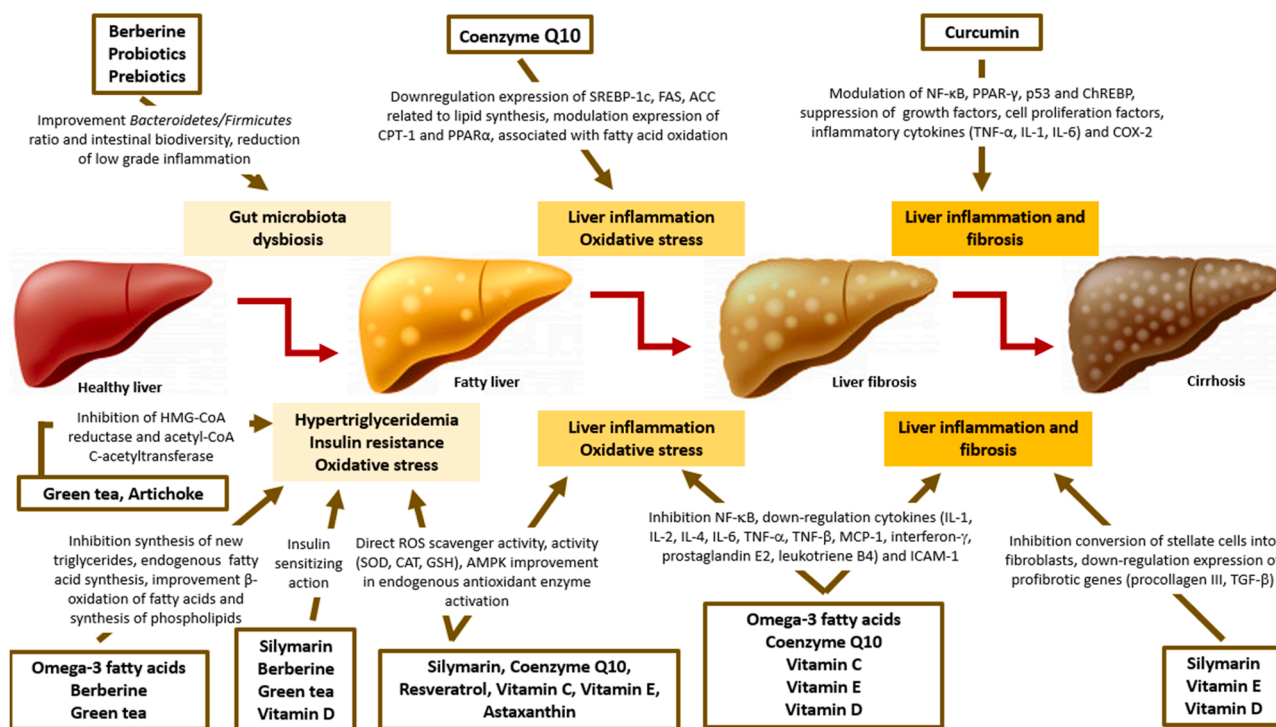 Berberine
Probiotics
Prebiotics
Coenzyme Q10
Curcumin
Improvement Bacteroidetes/Firmicutes
ratio and intestinal biodiversity, reduction
of low grade inflammation
Downregulation expression of SREBP-1c, FAS, ACC
related to lipid synthesis, modulation expression of
CPT-1 and PPARα, associated with fatty acid oxidation
Modulation of NF-κB, PPAR-γ, p53 and ChREBP,
suppression of growth factors, cell proliferation factors,
inflammatory cytokines (TNF-α, IL-1, IL-6) and COX-2
Gut microbiota
dysbiosis
Liver inflammation
Oxidative stress
Liver inflammation and
fibrosis
Healthy liver
Fatty liver
Liver fibrosis
Cirrhosis
Inhibition of HMG-CoA
reductase and acetyl-CoA
C-acetyltransferase
Green tea, Artichoke
Hypertriglyceridemia
Insulin resistance
Oxidative stress
Liver inflammation
Oxidative stress
Liver inflammation and
fibrosis
Inhibition synthesis of new
triglycerides, endogenous fatty
acid synthesis, improvement β-
oxidation of fatty acids and
synthesis of phospholipids
Insulin
sensitizing
action
Direct ROS scavenger activity, activity
(SOD, CAT, GSH), AMPK improvement
in endogenous antioxidant enzyme
activation
Inhibition NF-κB, down-regulation cytokines (IL-1,
IL-2, IL-4, IL-6, TNF-α, TNF-β, MCP-1, interferon-γ,
prostaglandin E2, leukotriene B4) and ICAM-1
Inhibition conversion of stellate cells into
fibroblasts, down-regulation expression o
profibrotic genes (procollagen III, TGF-β)
Omega-3 fatty acids
Berberine
Green tea
Silymarin
Berberine
Green tea
Vitamin D
Silymarin, Coenzyme Q10,
Resveratrol, Vitamin C, Vitamin E,
Astaxanthin
Omega-3 fatty acids
Coenzyme Q10
Vitamin C
Vitamin E
Vitamin D
Silymarin
Vitamin E
Vitamin D